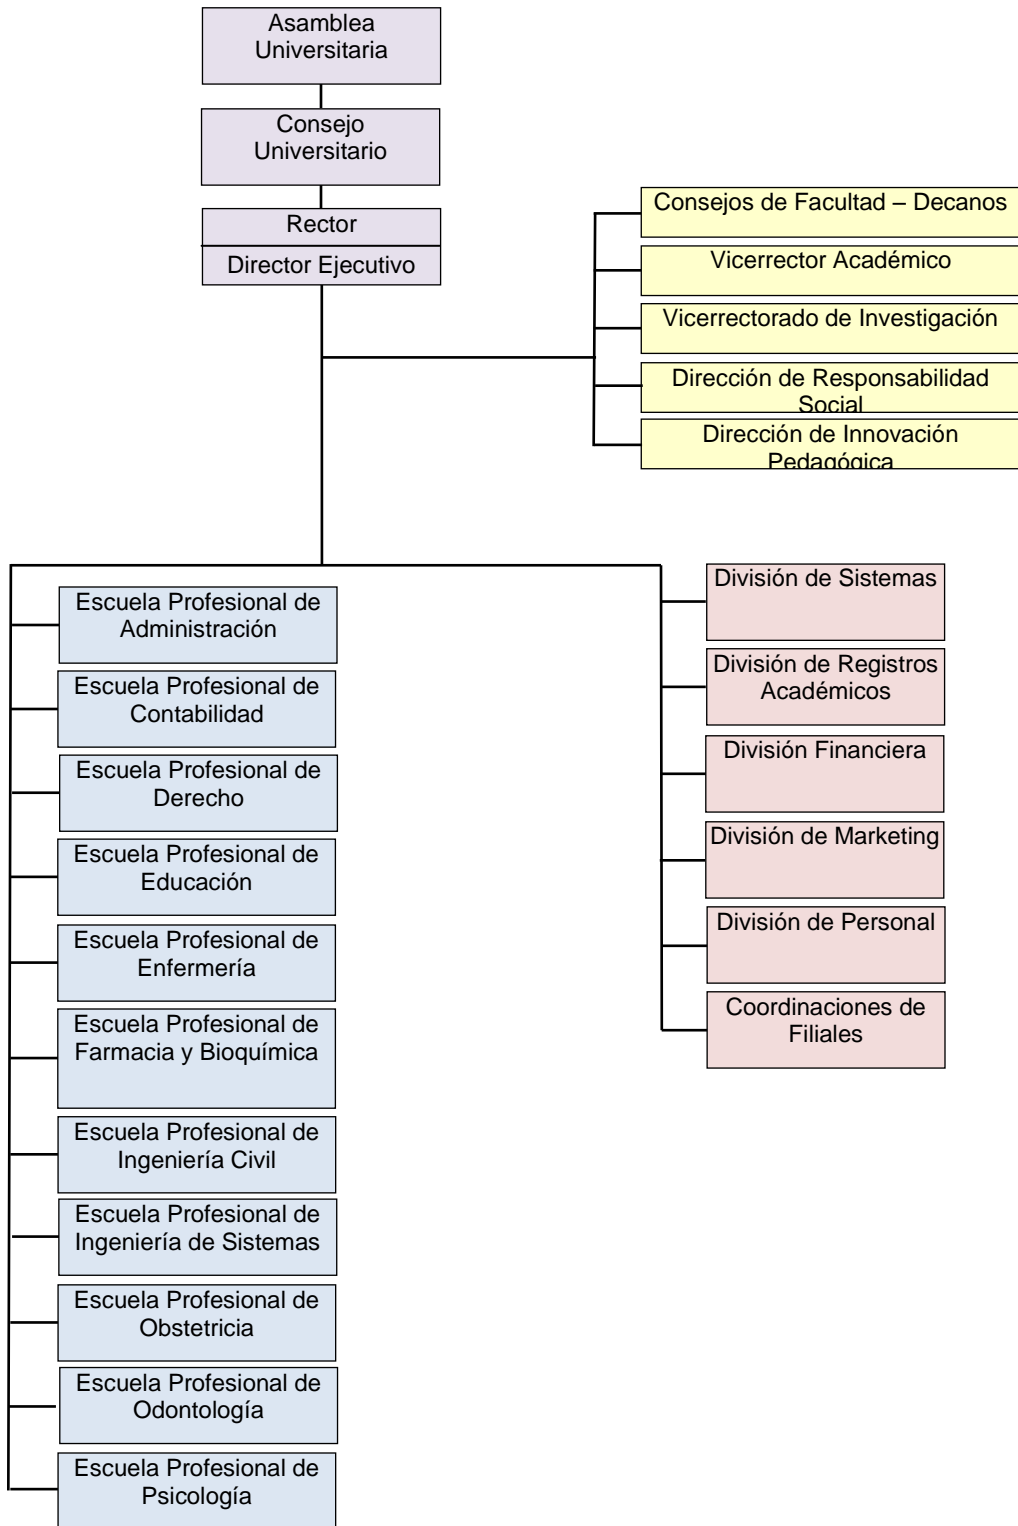 Asamblea
Universitaria
Consejo
Universitario
Rector
Director Ejecutivo
Consejos de Facultad – Decanos
Vicerrector Académico
Vicerrectorado de Investigación
Dirección de Responsabilidad
Social
Dirección de Innovación
Pedagógica
Escuela Profesional de
Administración
Escuela Profesional de
Contabilidad
Escuela Profesional de
Derecho
Escuela Profesional de
Educación
Escuela Profesional de
Enfermería
Escuela Profesional de
Farmacia y Bioquímica
Escuela Profesional de
Ingeniería Civil
Escuela Profesional de
Ingeniería de Sistemas
Escuela Profesional de
Obstetricia
Escuela Profesional de
Odontología
Escuela Profesional de
Psicología
División de Sistemas
División de Registros
Académicos
División Financiera
División de Marketing
División de Personal
Coordinaciones de
Filiales